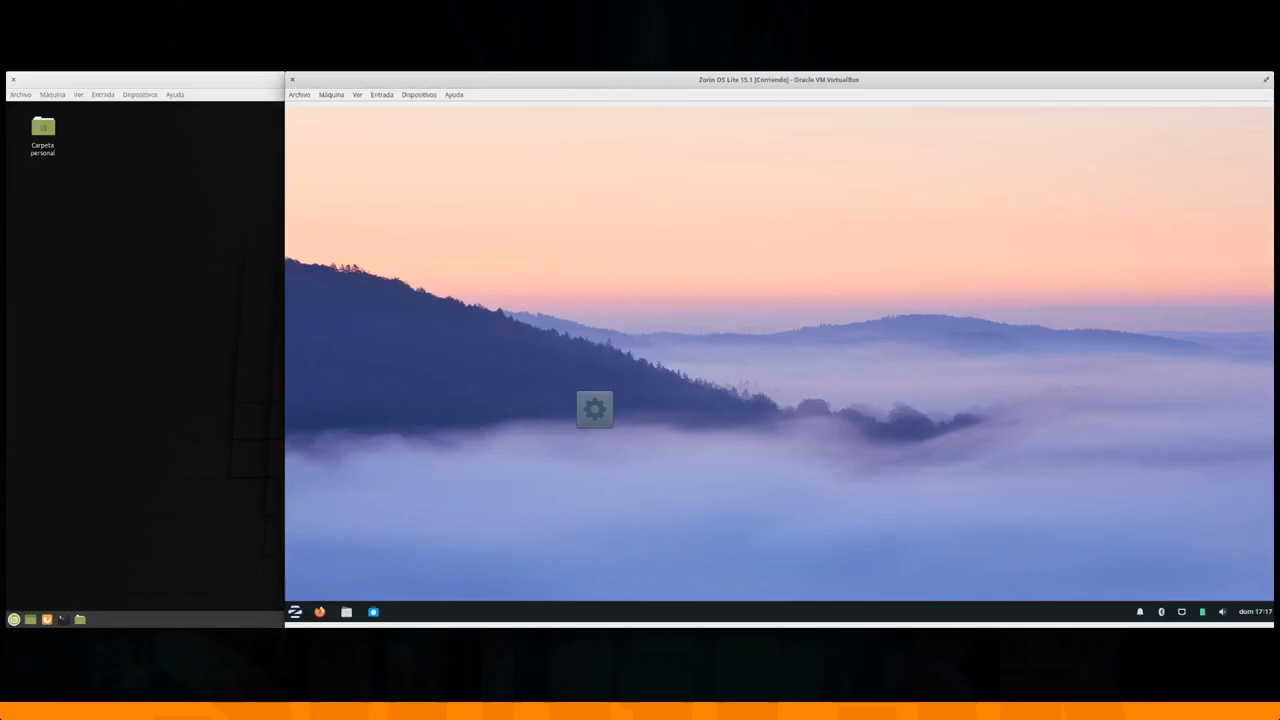 Zorin OS Lite 15.1 [Corriendo] - Oracle VM VirtualBox
Archivo Máquina Ver Entrada Dispositivos Ayuda
Archivo Máquina Ver Entrada Dispositivos Ayuda
Carpeta
personal
dom 17:17